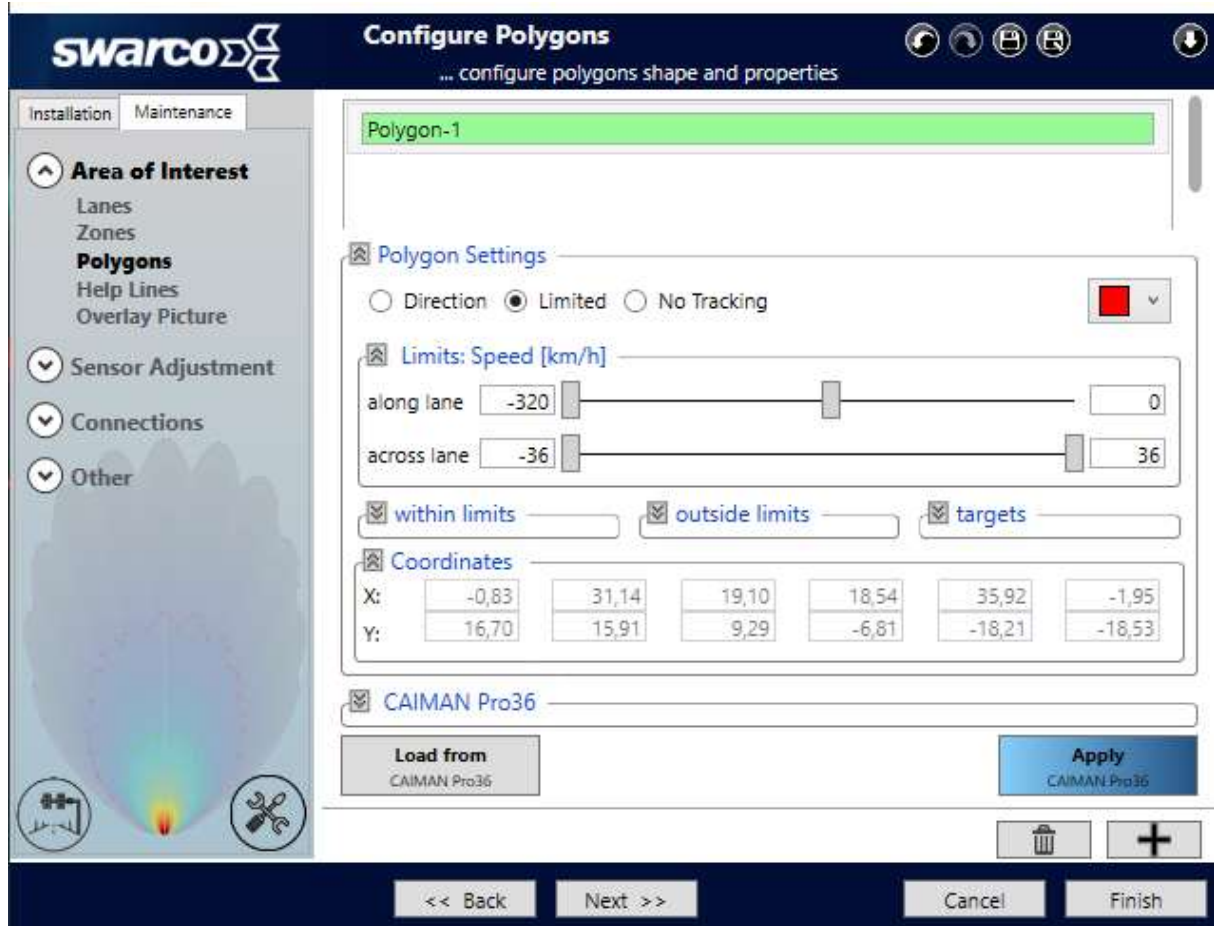 swarco
Configure Polygons
... configure polygons shape and properties
Installation Maintenance
Area of Interest
Lanes
Zones
Polygons
Help Lines
Overlay Picture
Sensor Adjustment
Connections
Other
Polygon-1
Polygon Settings
Direction Limited No Tracking
Limits: Speed [km/h]
along lane -320 0
across lane -36 36
within limits outside limits targets
Coordinates
X: -0,83 31,14 19,10 18,54 35,92 -1,95
Y: 16,70 15,91 9,29 -6,81 -18,21 -18,53
CAIMAN Pro36
Load from
CAIMAN Pro36
Apply
CAIMAN Pro36
<< Back Next >> Cancel Finish